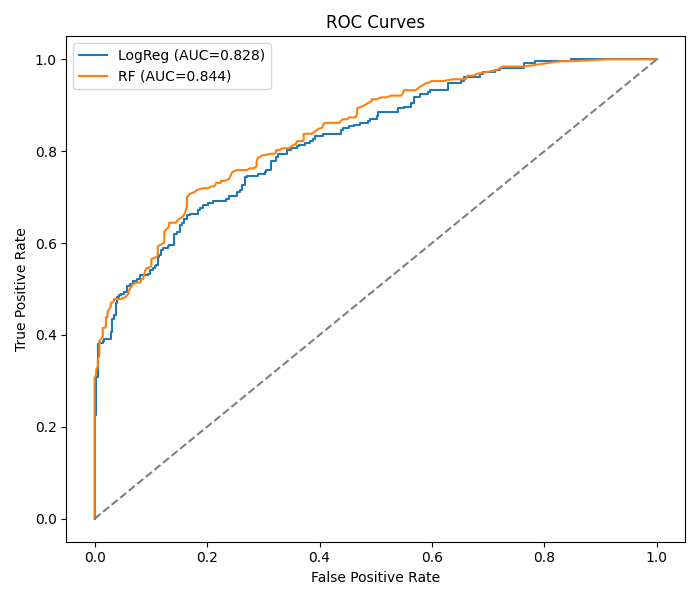 ROC Curves
LogReg (AUC=0.828)
RF (AUC=0.844)
True Positive Rate
1.0
0.8
0.6
0.4
0.2
0.0
0.0 0.2 0.4 0.6 0.8 1.0
False Positive Rate